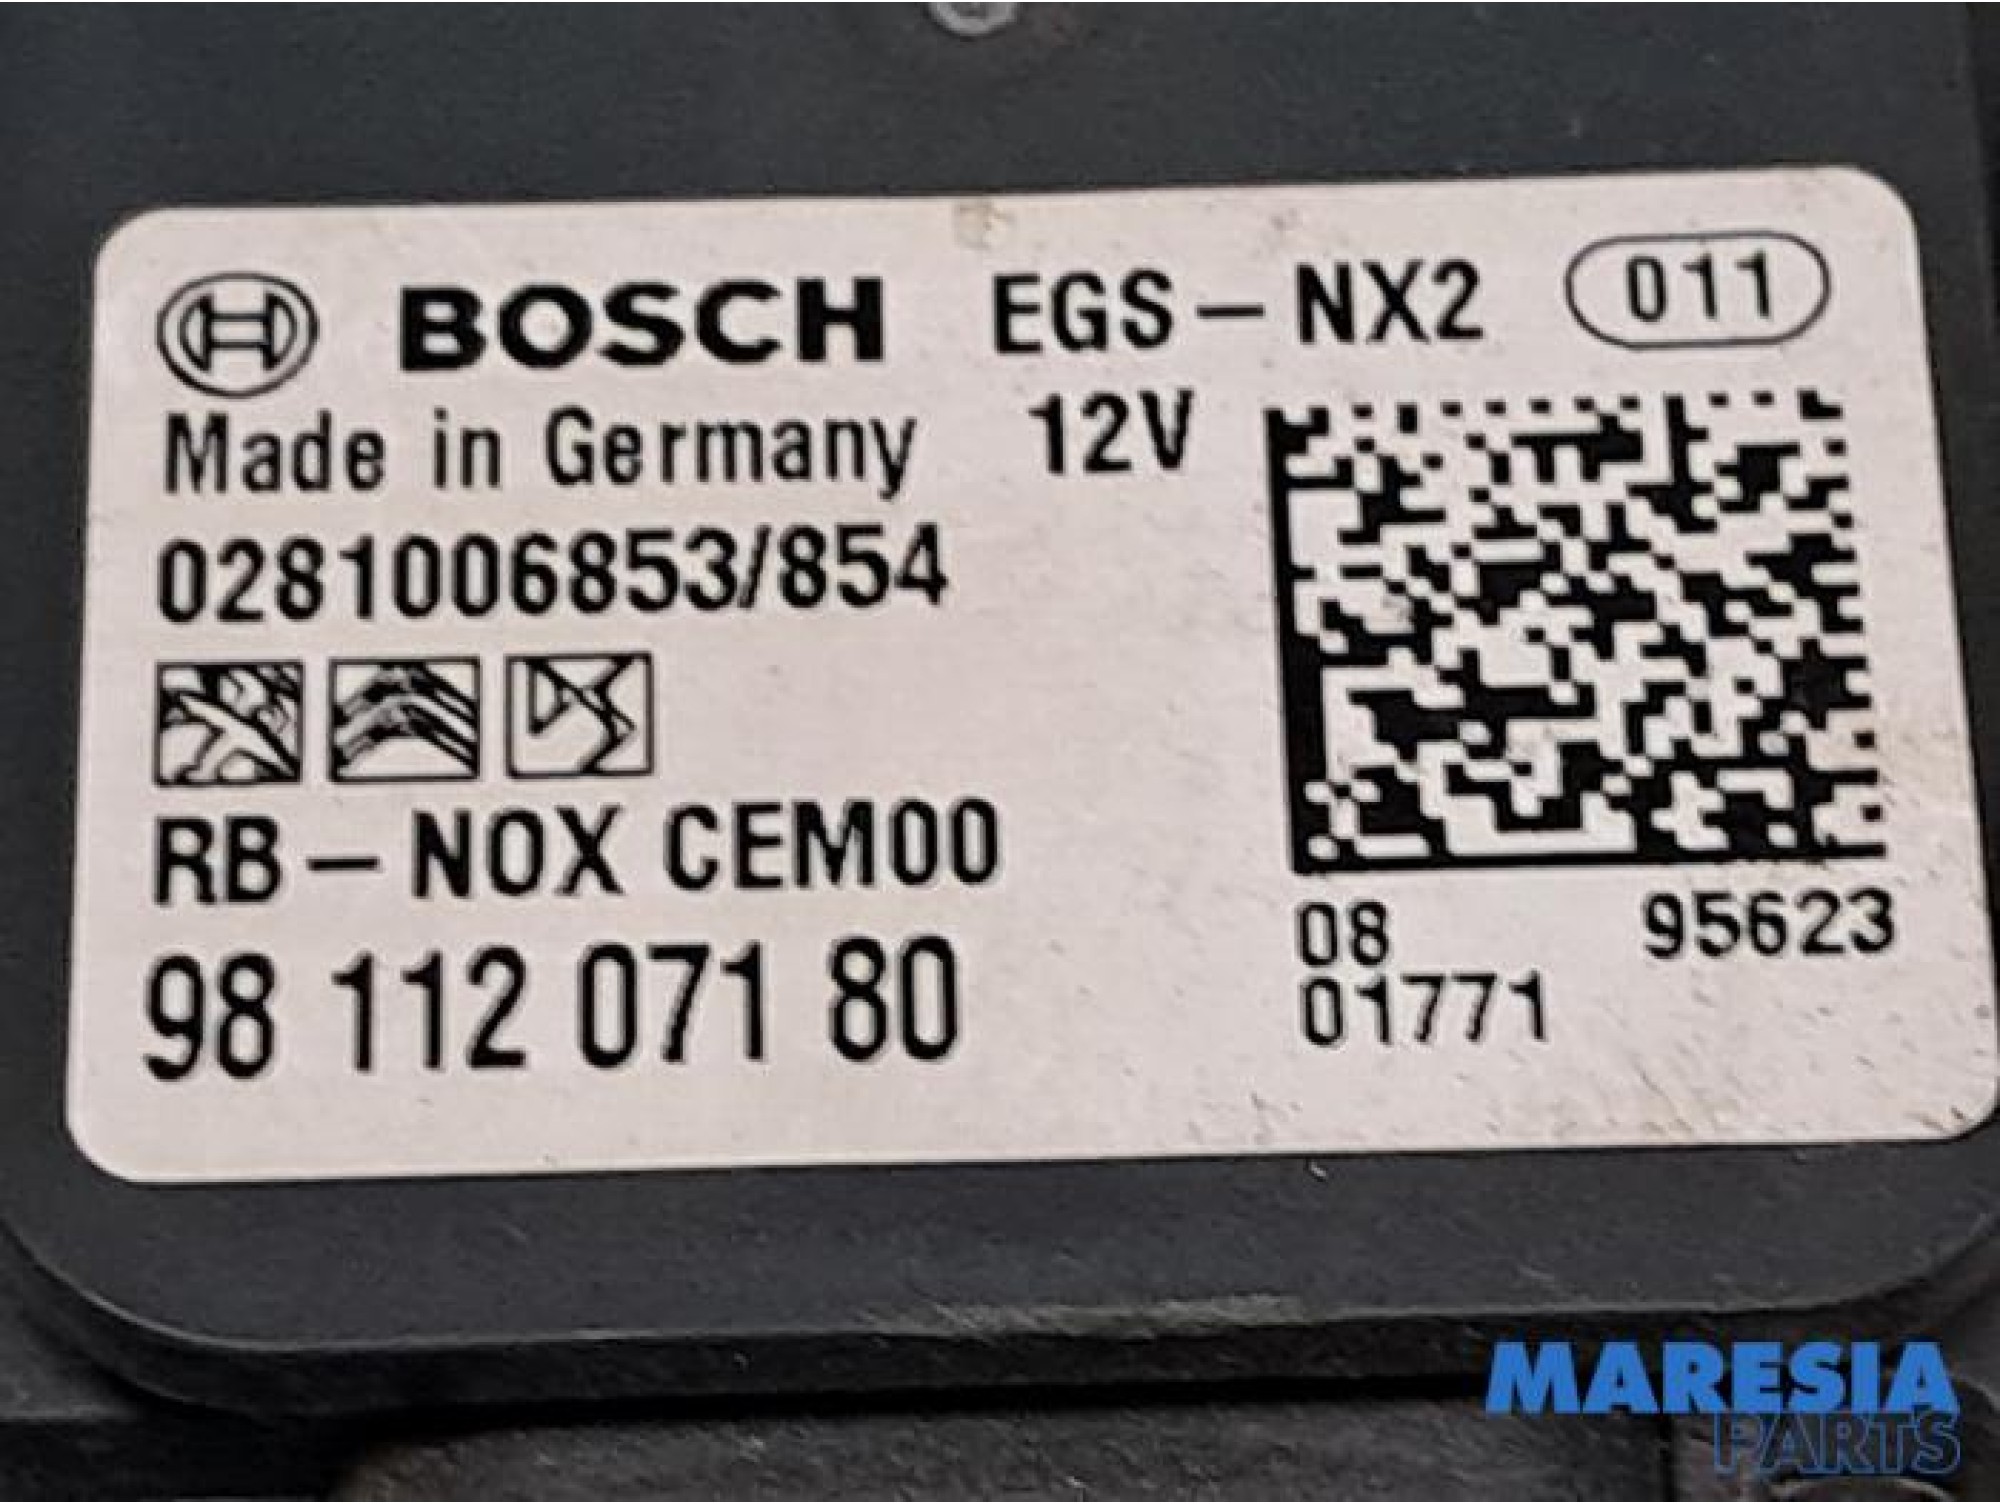 BOSCH EGS-NX2 011
Made in Germany 12V
0281006853/854
RB-NOX CEM00
98 112 071 80
08 95623
01771
MARESIA
PARTS